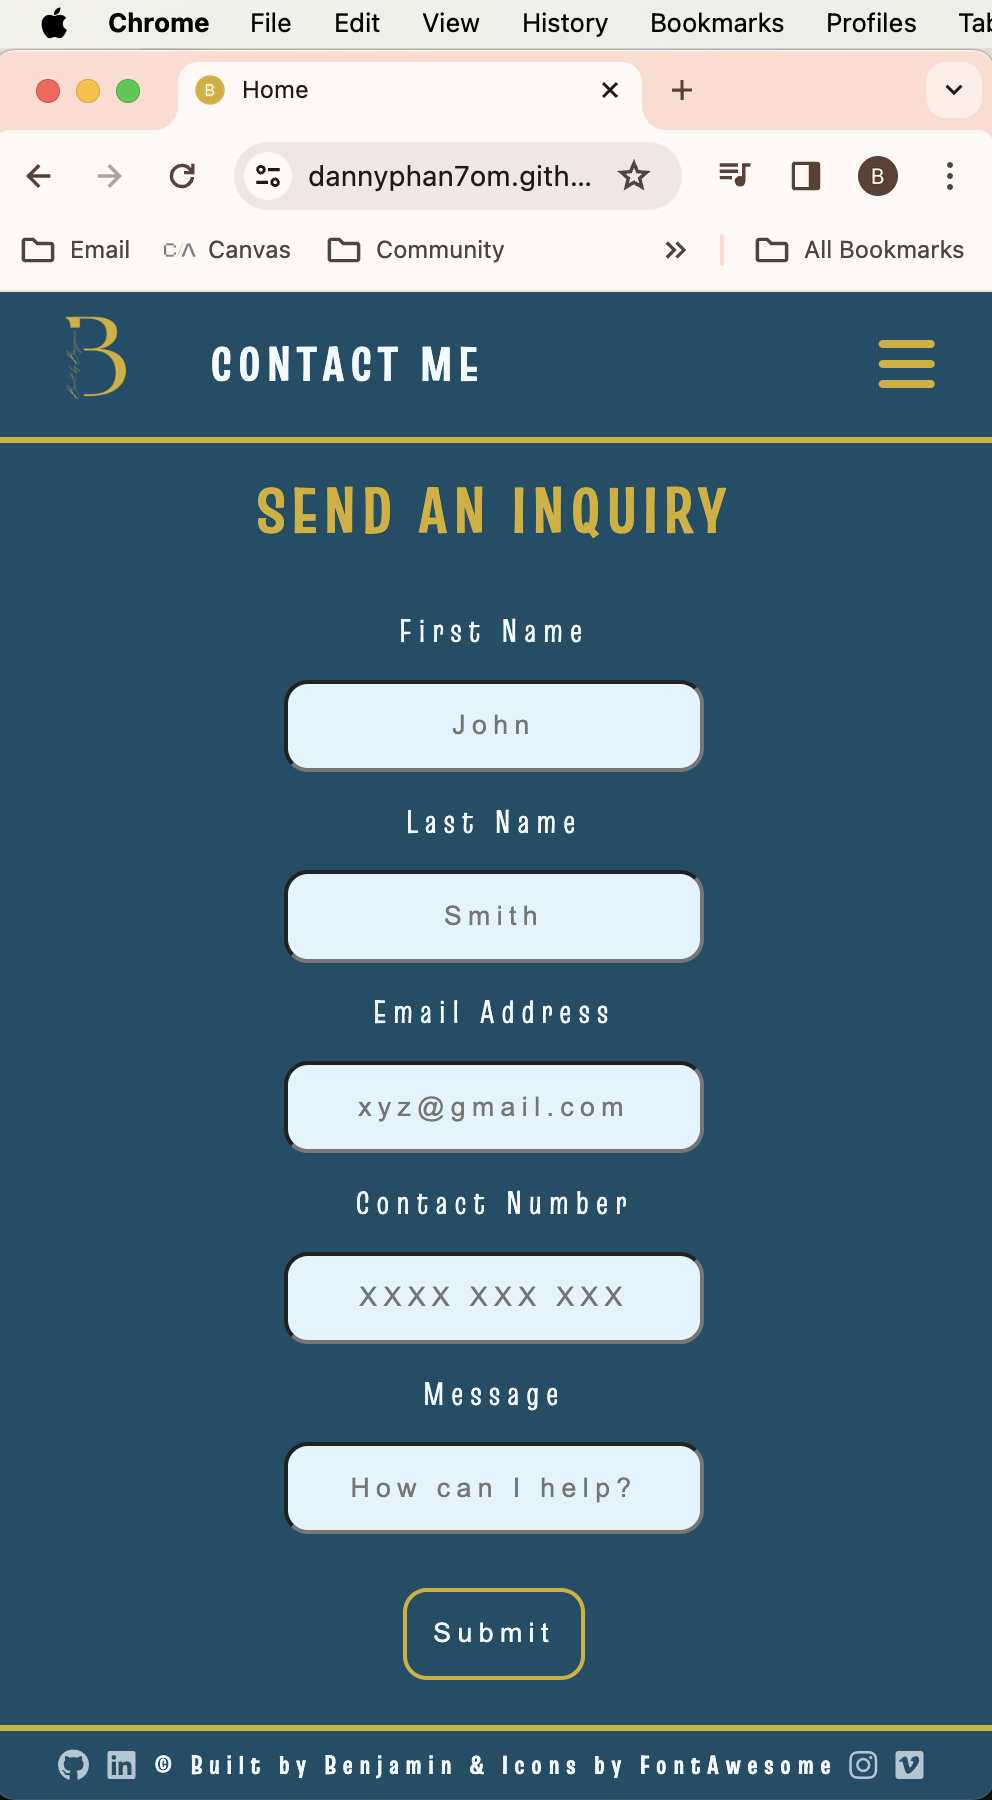 Chrome File Edit View History Bookmarks Profiles Tab
B Home
dannyphan7om.gith... B
Email C/A Canvas Community All Bookmarks
B CONTACT ME
SEND AN INQUIRY
First Name
John
Last Name
Smith
Email Address
xyz@gmail.com
Contact Number
XXXX XXX XXX
Message
How can I help?
Submit
in © Built by Benjamin & Icons by FontAwesome